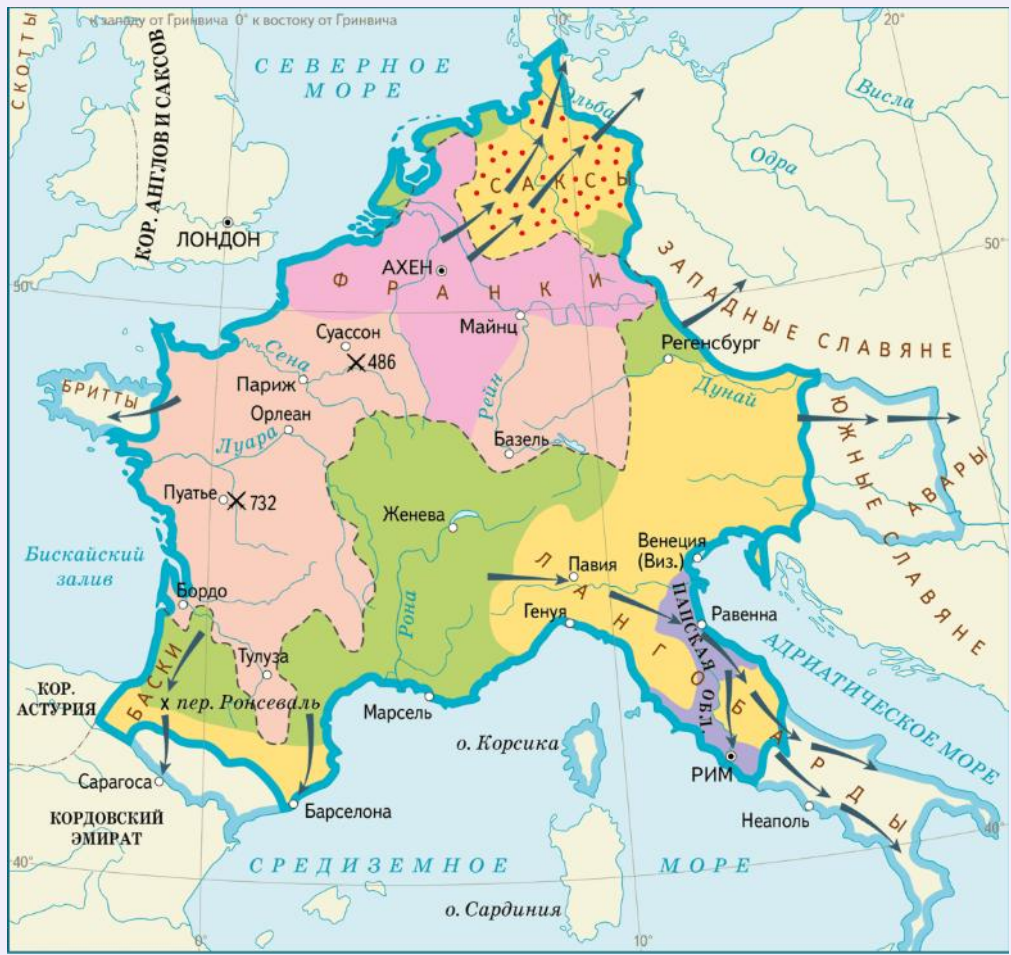 к западу от Гринвича 0° к востоку от Гринвича
10°
20°
СКОТТЫ
КОР. АНГЛОВ И САКСОВ
СЕВЕРНОЕ
МОРЕ
Эльба
Висла
Одра
ЛОНДОН
САКСЫ
50°
50°
АХЕН
ФРАНКИ
ЗАПАДНЫЕ СЛАВЯНЕ
Майнц
Суассон
486
Сена
Париж
Регенсбург
Дунай
БРИТТЫ
Орлеан
Рейн
Луара
Базель
ЮЖНЫЕ СЛАВЯНЕ
АВАРЫ
Пуатье
732
Женева
Бискайский
залив
Венеция
(Виз.)
Павия
ЛАНГОБАРДЫ
Бордо
Рона
Генуя
ПАПСКАЯ ОБЛ.
Равенна
АДРИАТИЧЕСКОЕ МОРЕ
Тулуза
БАСКИ
КОР.
АСТУРИЯ
пер. Ронсеваль
Марсель
о. Корсика
РИМ
Сарагоса
Барселона
Неаполь
КОРДОВСКИЙ
ЭМИРАТ
40°
40°
СРЕДИЗЕМНОЕ МОРЕ
о. Сардиния
0°
10°